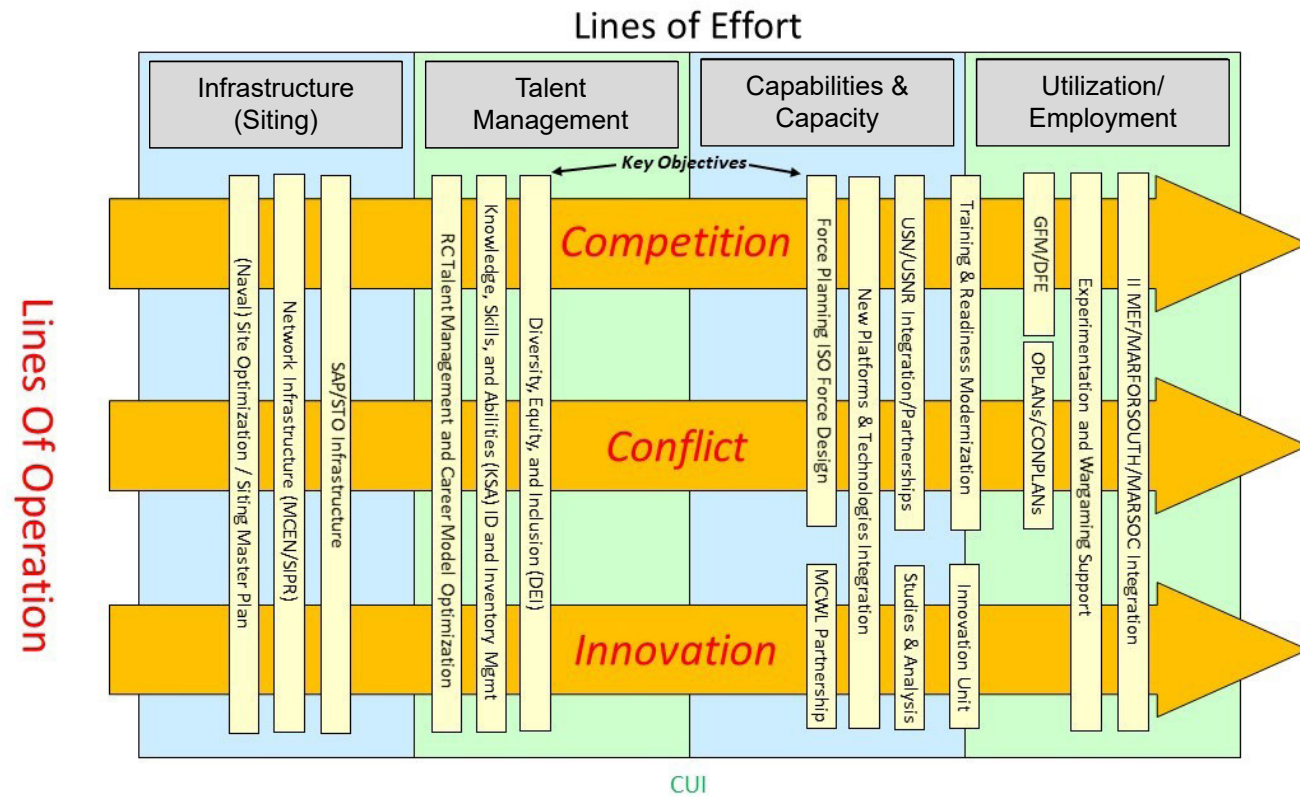 Lines of Effort
Infrastructure
(Siting)
Talent
Management
Capabilities &
Capacity
Utilization/
Employment
Key Objectives
Lines Of Operation
Competition
Conflict
Innovation
(Naval) Site Optimization / Siting Master Plan
Network Infrastructure (MCEN/SIPR)
SAP/STO Infrastructure
RC Talent Management and Career Model Optimization
Knowledge, Skills, and Abilities (KSA) ID and Inventory Mgmt
Diversity, Equity, and Inclusion (DEI)
Force Planning ISO Force Design
MCWL Partnership
New Platforms & Technologies Integration
USN/USNR Integration/Partnerships
Studies & Analysis
Training & Readiness Modernization
Innovation Unit
GFM/DFE
OPLANs/CONPLANs
Experimentation and Wargaming Support
II MEF/MARFORSOUTH/MARSOC Integration
CUI